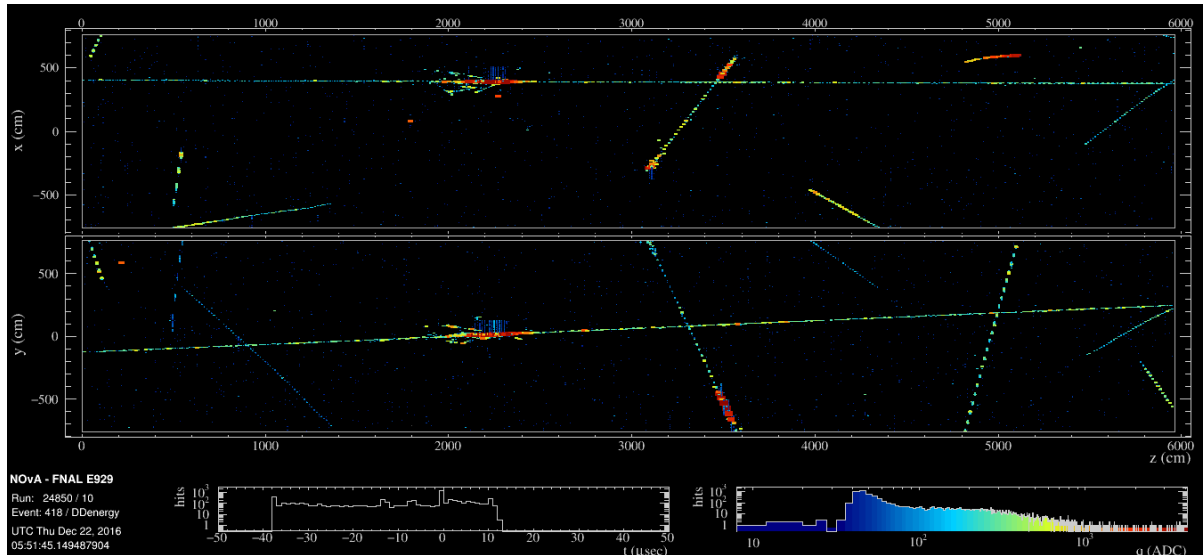 0 1000 2000 3000 4000 5000 6000
x (cm)
500
0
−500
y (cm)
500
0
−500
0 1000 2000 3000 4000 5000 6000
z (cm)
NOvA - FNAL E929
Run: 24850 / 10
Event: 418 / DDenergy
UTC Thu Dec 22, 2016
05:51:45.149487904
hits
10³
10²
10
1
−50 −40 −30 −20 −10 0 10 20 30 40 50
t (μsec)
hits
10³
10²
10
1
10 10² 10³
q (ADC)